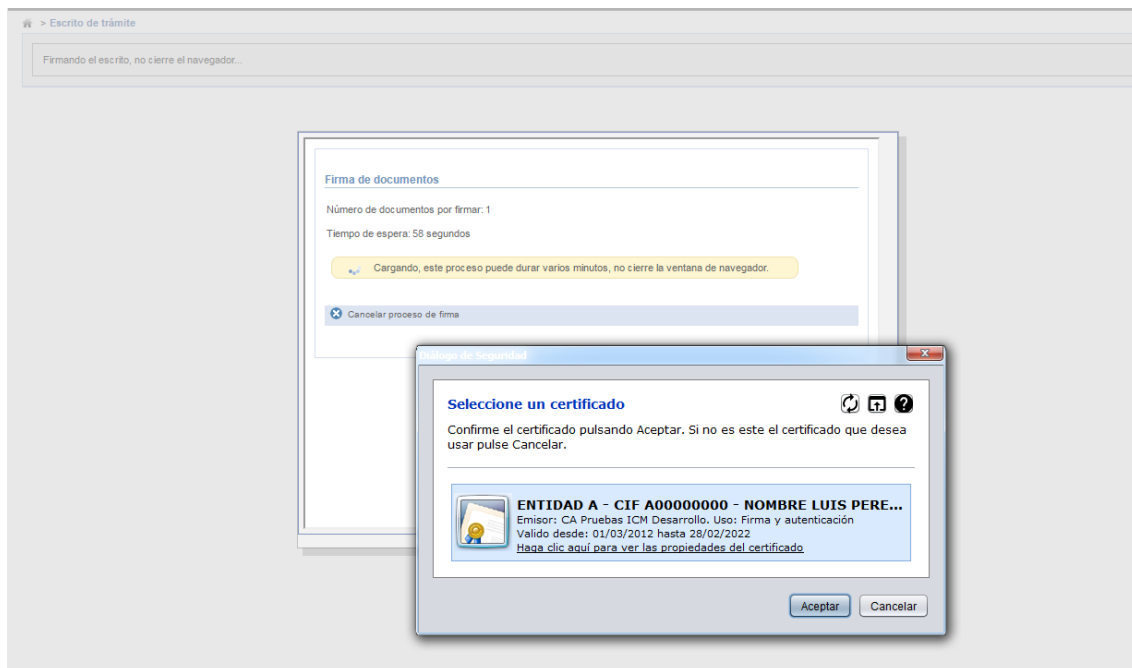 > Escrito de trámite
Firmando el escrito, no cierre el navegador...
Firma de documentos
Número de documentos por firmar: 1
Tiempo de espera: 58 segundos
Cargando, este proceso puede durar varios minutos, no cierre la ventana de navegador.
Cancelar proceso de firma
Diálogo de Seguridad
Seleccione un certificado
Confirme el certificado pulsando Aceptar. Si no es este el certificado que desea
usar pulse Cancelar.
ENTIDAD A - CIF A00000000 - NOMBRE LUIS PERE...
Emisor: CA Pruebas ICM Desarrollo. Uso: Firma y autenticación
Valido desde: 01/03/2012 hasta 28/02/2022
Haga clic aquí para ver las propiedades del certificado
Aceptar Cancelar